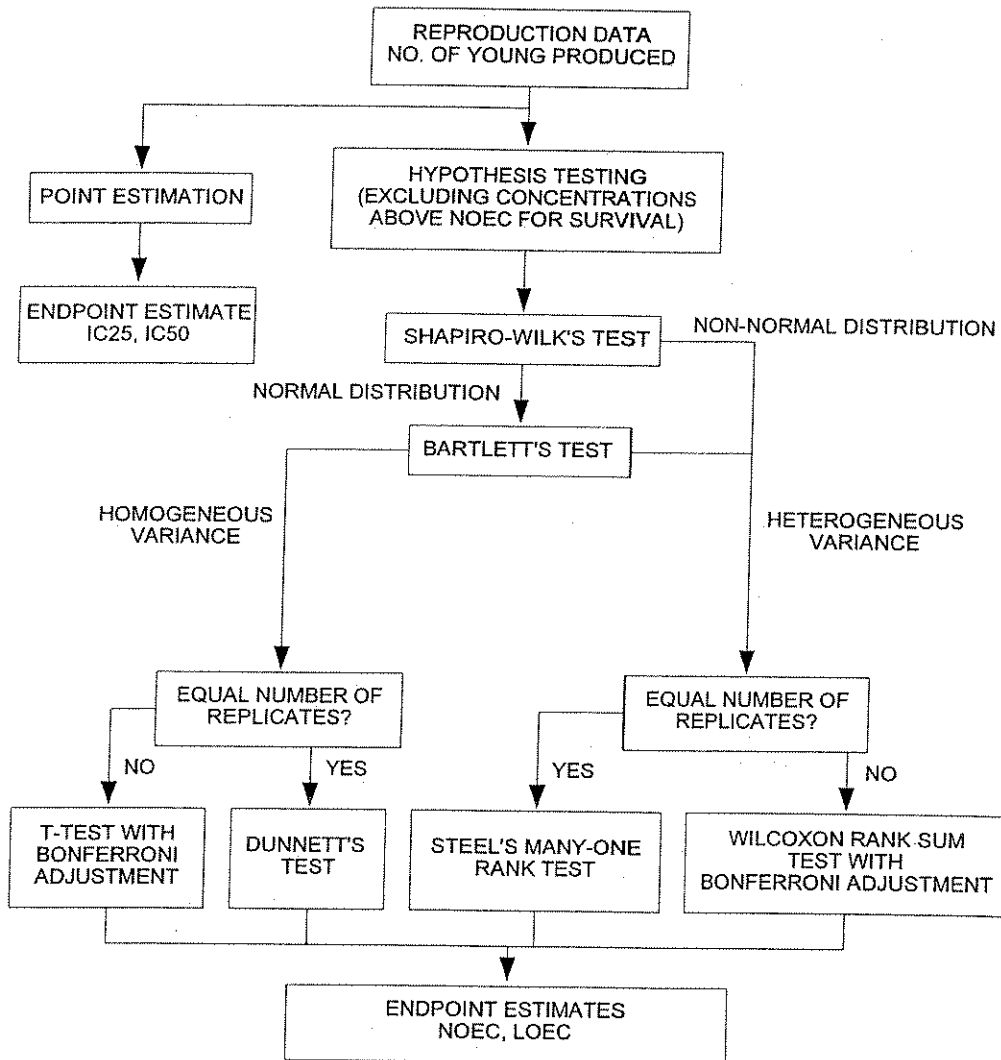 REPRODUCTION DATA
NO. OF YOUNG PRODUCED
POINT ESTIMATION
HYPOTHESIS TESTING
(EXCLUDING CONCENTRATIONS
ABOVE NOEC FOR SURVIVAL)
ENDPOINT ESTIMATE
IC25, IC50
SHAPIRO-WILK'S TEST
NON-NORMAL DISTRIBUTION
NORMAL DISTRIBUTION
BARTLETT'S TEST
HOMOGENEOUS
VARIANCE
HETEROGENEOUS
VARIANCE
EQUAL NUMBER OF
REPLICATES?
EQUAL NUMBER OF
REPLICATES?
NO
YES
YES
NO
T-TEST WITH
BONFERRONI
ADJUSTMENT
DUNNETT'S
TEST
STEEL'S MANY-ONE
RANK TEST
WILCOXON RANK SUM
TEST WITH
BONFERRONI ADJUSTMENT
ENDPOINT ESTIMATES
NOEC, LOEC